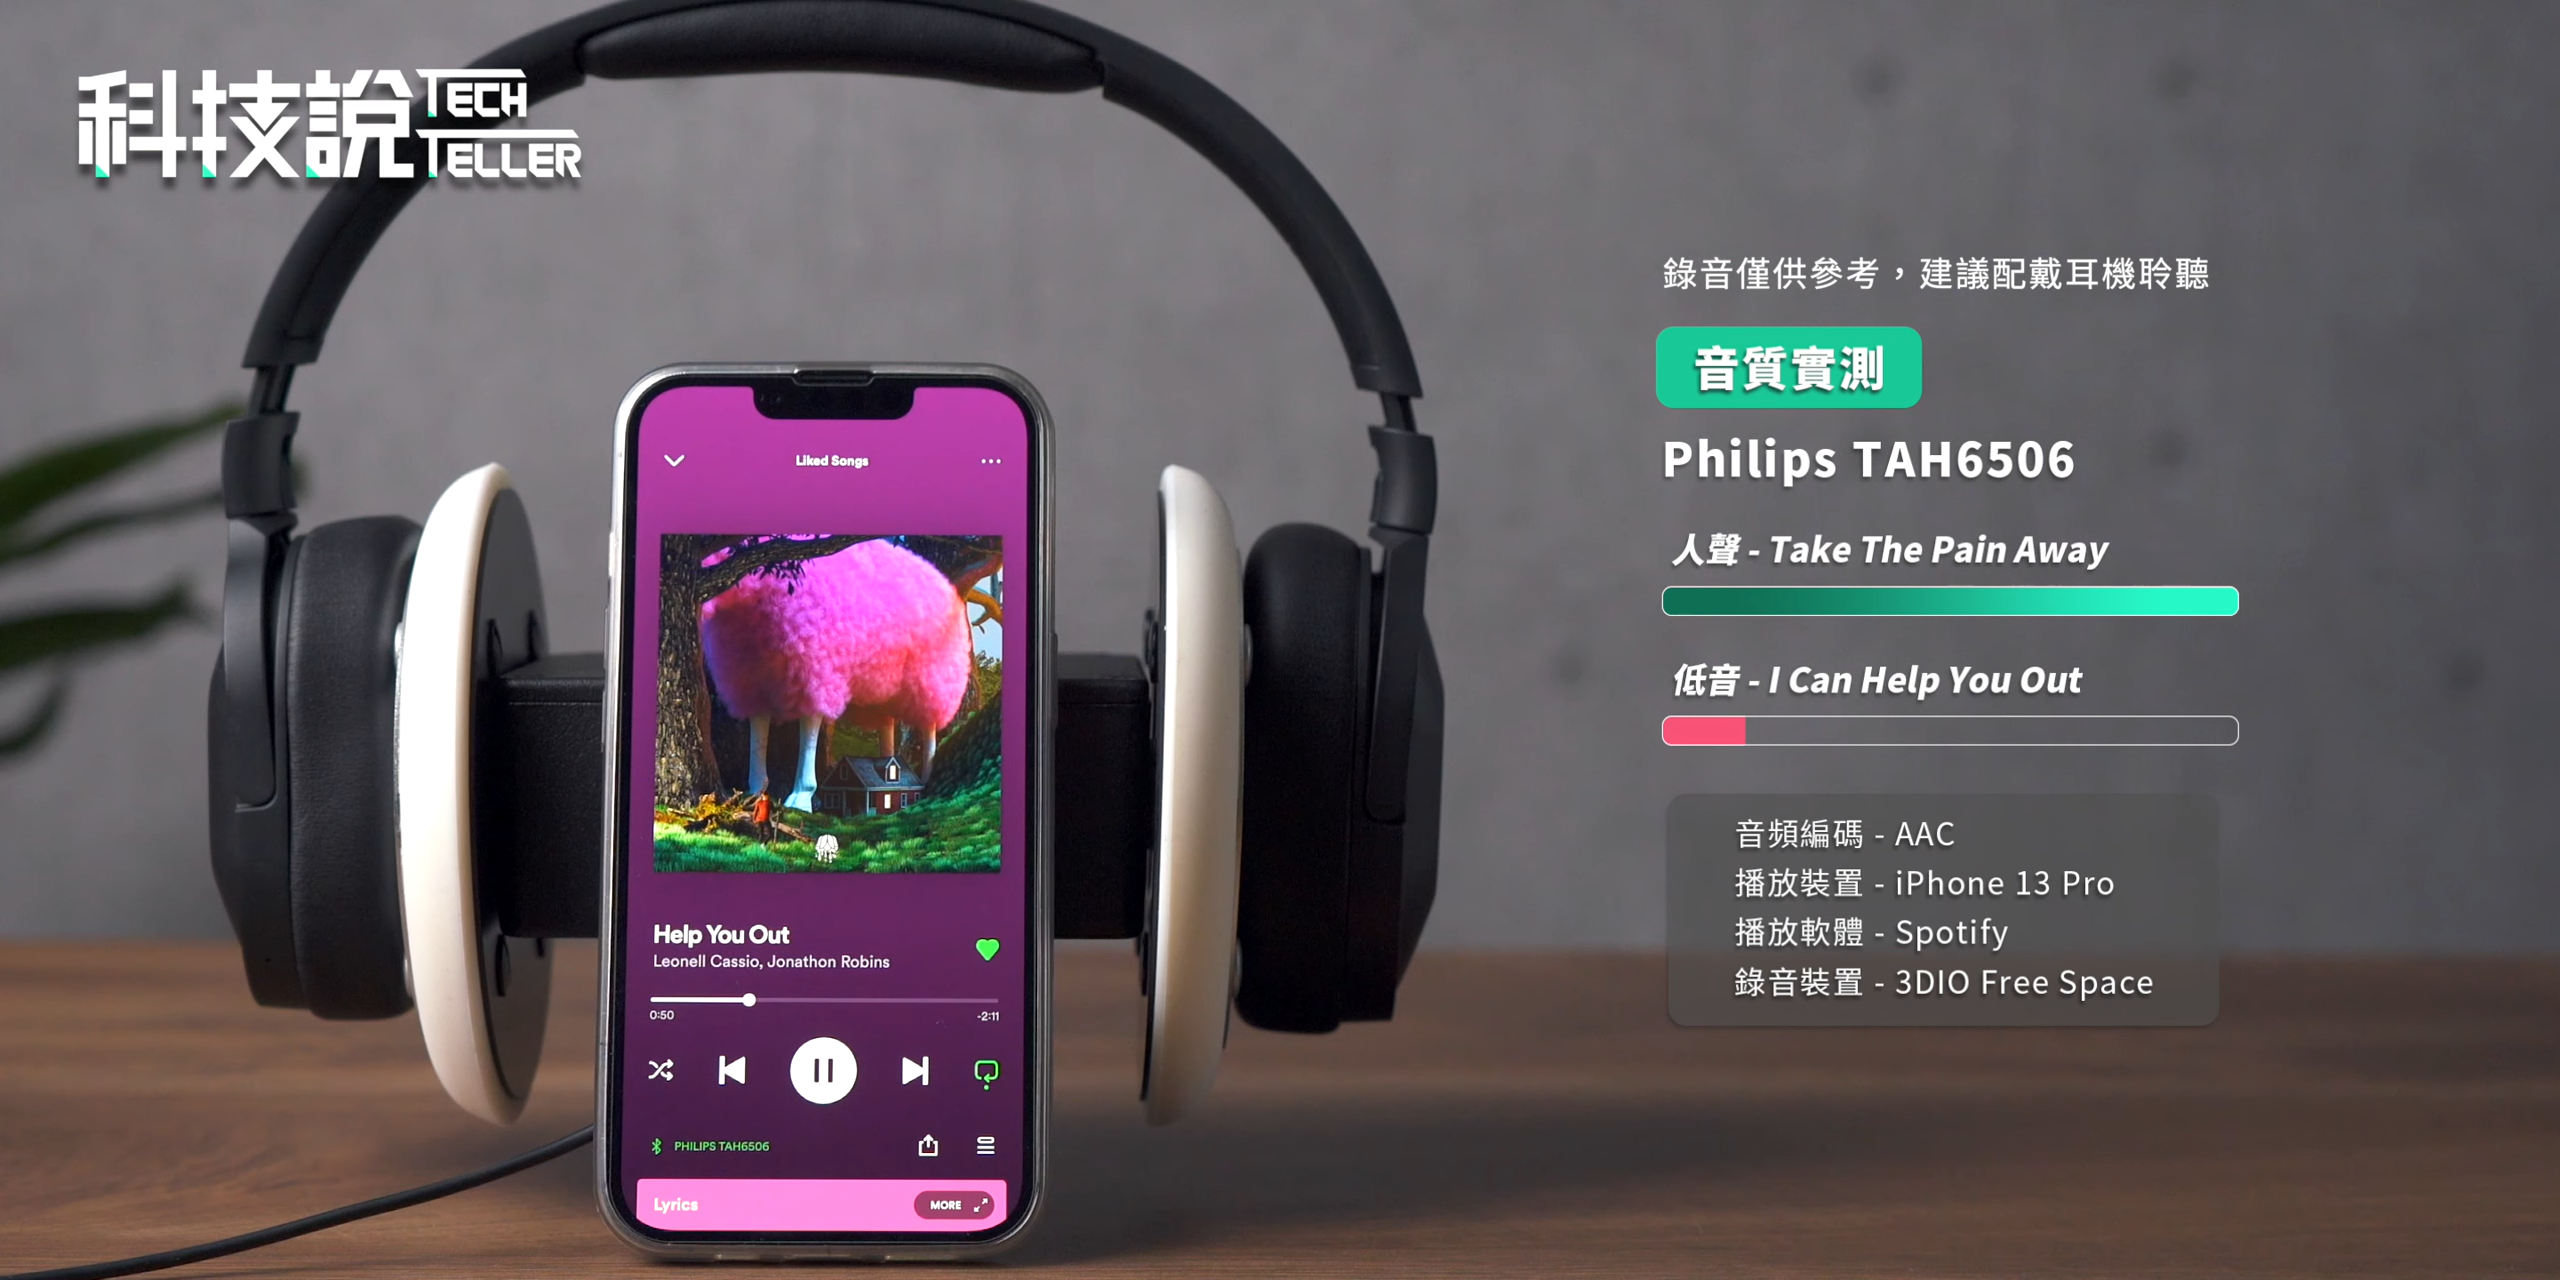 科技說 TECH TELLER
錄音僅供參考，建議配戴耳機聆聽
音質實測
Philips TAH6506
人聲 - Take The Pain Away
低音 - I Can Help You Out
音頻編碼 - AAC
播放裝置 - iPhone 13 Pro
播放軟體 - Spotify
錄音裝置 - 3DIO Free Space
Liked Songs
Help You Out
Leonell Cassio, Jonathon Robins
0:50
-2:11
PHILIPS TAH6506
Lyrics
MORE